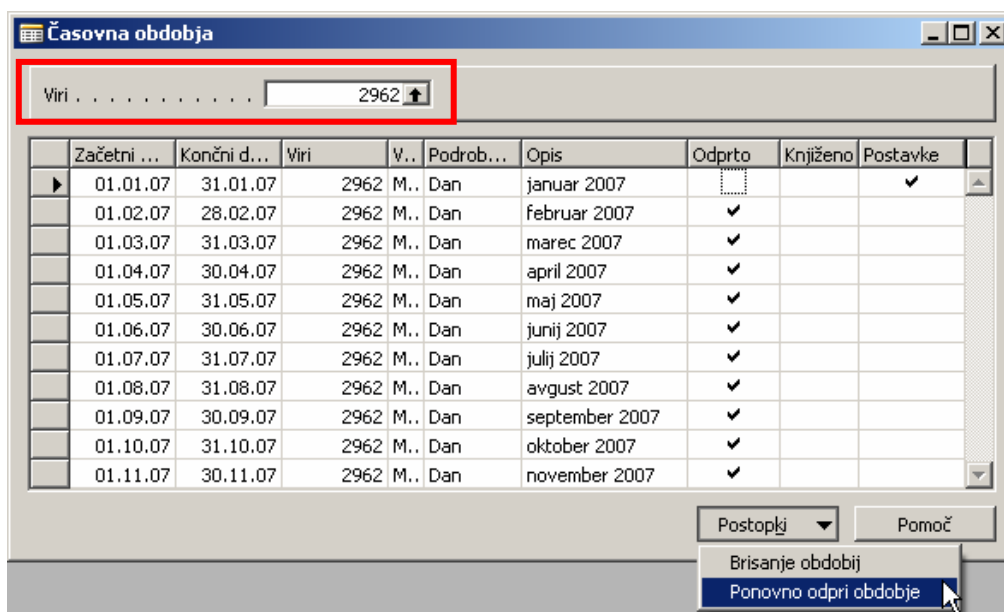 Časovna obdobja
Viri . . . . . . . . . . . 2962
Začetni ... Končni d... Viri V.. Podrob... Opis Odprto Knjiženo Postavke
01.01.07 31.01.07 2962 M.. Dan januar 2007
01.02.07 28.02.07 2962 M.. Dan februar 2007
01.03.07 31.03.07 2962 M.. Dan marec 2007
01.04.07 30.04.07 2962 M.. Dan april 2007
01.05.07 31.05.07 2962 M.. Dan maj 2007
01.06.07 30.06.07 2962 M.. Dan junij 2007
01.07.07 31.07.07 2962 M.. Dan julij 2007
01.08.07 31.08.07 2962 M.. Dan avgust 2007
01.09.07 30.09.07 2962 M.. Dan september 2007
01.10.07 31.10.07 2962 M.. Dan oktober 2007
01.11.07 30.11.07 2962 M.. Dan november 2007
Postopki Pomoč
Brisanje obdobij
Ponovno odpri obdobje